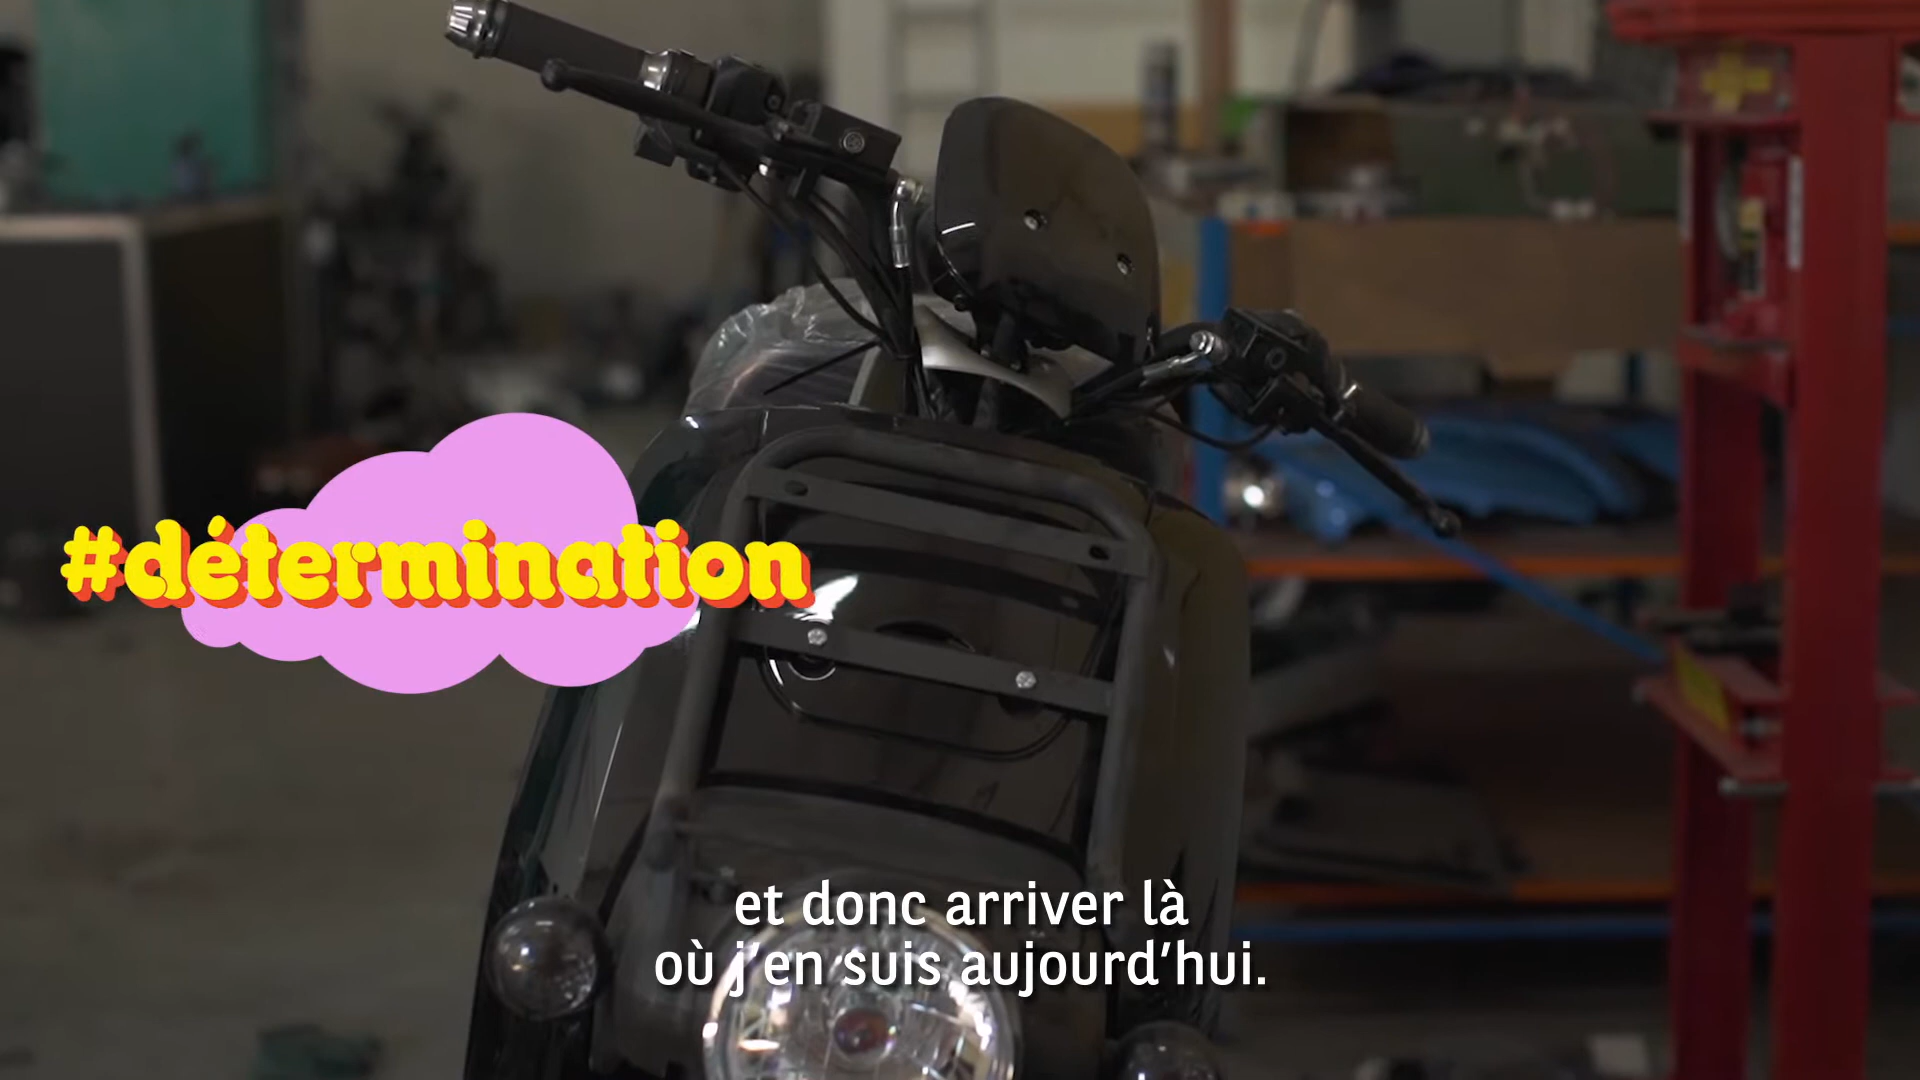 #détermination
et donc arriver là
où j'en suis aujourd'hui.